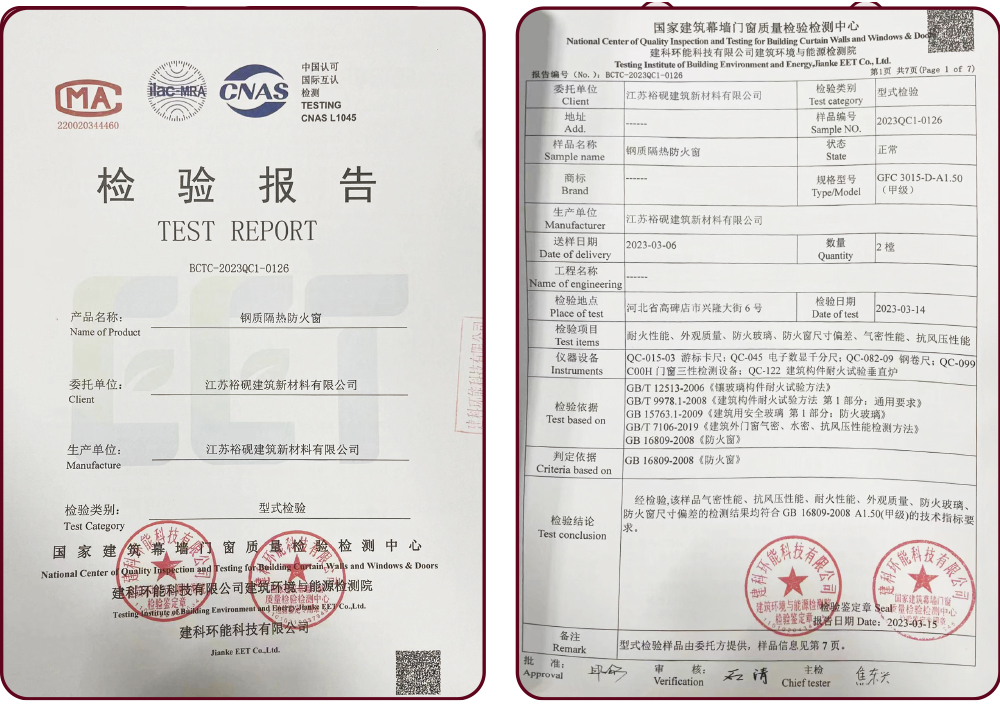 MA
220020344460
ilac-MRA
CNAS
中国认可
国际互认
检测
TESTING
CNAS L1045
检验报告
TEST REPORT
BCTC-2023QC1-0126
产品名称: 钢质隔热防火窗
Name of Product
委托单位: 江苏裕砚建筑新材料有限公司
Client
生产单位: 江苏裕砚建筑新材料有限公司
Manufacture
检验类别: 型式检验
Test Category
国家建筑幕墙门窗质量检验检测中心
National Center of Quality Inspection and Testing for Building Curtain Walls and Windows & Doors
建科环能科技有限公司建筑环境与能源检测院
Testing Institute of Building Environment and Energy,Jianke EET Co.,Ltd.
建科环能科技有限公司
Jianke EET Co.,Ltd.
国家建筑幕墙门窗质量检验检测中心
National Center of Quality Inspection and Testing for Building Curtain Walls and Windows & Doors
建科环能科技有限公司建筑环境与能源检测院
Testing Institute of Building Environment and Energy,Jianke EET Co., Ltd.
报告编号(No.): BCTC-2023QC1-0126 第1页 共7页(Page 1 of 7)
委托单位 江苏裕砚建筑新材料有限公司 检验类别 型式检验
Client Test category
地址 ------ 样品编号 2023QC1-0126
Add. Sample NO.
样品名称 钢质隔热防火窗 状态 正常
Sample name State
商标 ------ 规格型号 GFC 3015-D-A1.50
Brand Type/Model (甲级)
生产单位 江苏裕砚建筑新材料有限公司
Manufacturer
送样日期 2023-03-06 数量 2 樘
Date of delivery Quantity
工程名称 ------
Name of engineering
检验地点 河北省高碑店市兴隆大街6号 检验日期 2023-03-14
Place of test Date of test
检验项目 耐火性能、外观质量、防火玻璃、防火窗尺寸偏差、气密性能、抗风压性能
Test items
仪器设备 QC-015-03 游标卡尺; QC-045 电子数显千分尺; QC-082-09 钢卷尺; QC-099
Instruments C00H 门窗三性检测设备; QC-122 建筑构件耐火试验垂直炉
GB/T 12513-2006《镶玻璃构件耐火试验方法》
检验依据 GB/T 9978.1-2008《建筑构件耐火试验方法 第1部分: 通用要求》
Test based on GB 15763.1-2009《建筑用安全玻璃 第1部分: 防火玻璃》
GB/T 7106-2019《建筑外门窗气密、水密、抗风压性能检测方法》
GB 16809-2008《防火窗》
判定依据 GB 16809-2008《防火窗》
Criteria based on
检验结论
Test conclusion
经检验,该样品气密性能、抗风压性能、耐火性能、外观质量、防火玻璃、
防火窗尺寸偏差的检测结果均符合 GB 16809-2008 A1.50(甲级)的技术指标要
求。
检验鉴定章 Seal
报告日期 Date: 2023-03-15
备注 型式检验样品由委托方提供,样品信息见第7页。
Remark
批 准: 审 核: 主检
Approval Verification Chief tester